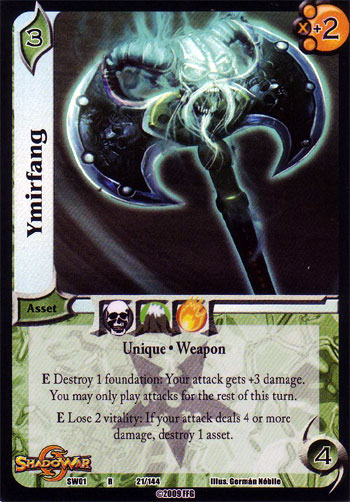 3
X +2
Ymirfang
Asset
Unique • Weapon
E Destroy 1 foundation: Your attack gets +3 damage.
You may only play attacks for the rest of this turn.
E Lose 2 vitality: If your attack deals 4 or more
damage, destroy 1 asset.
SHADOWAR
4
SW01 R 21/144 Illus. Germán Nóbile
©2009 FFG